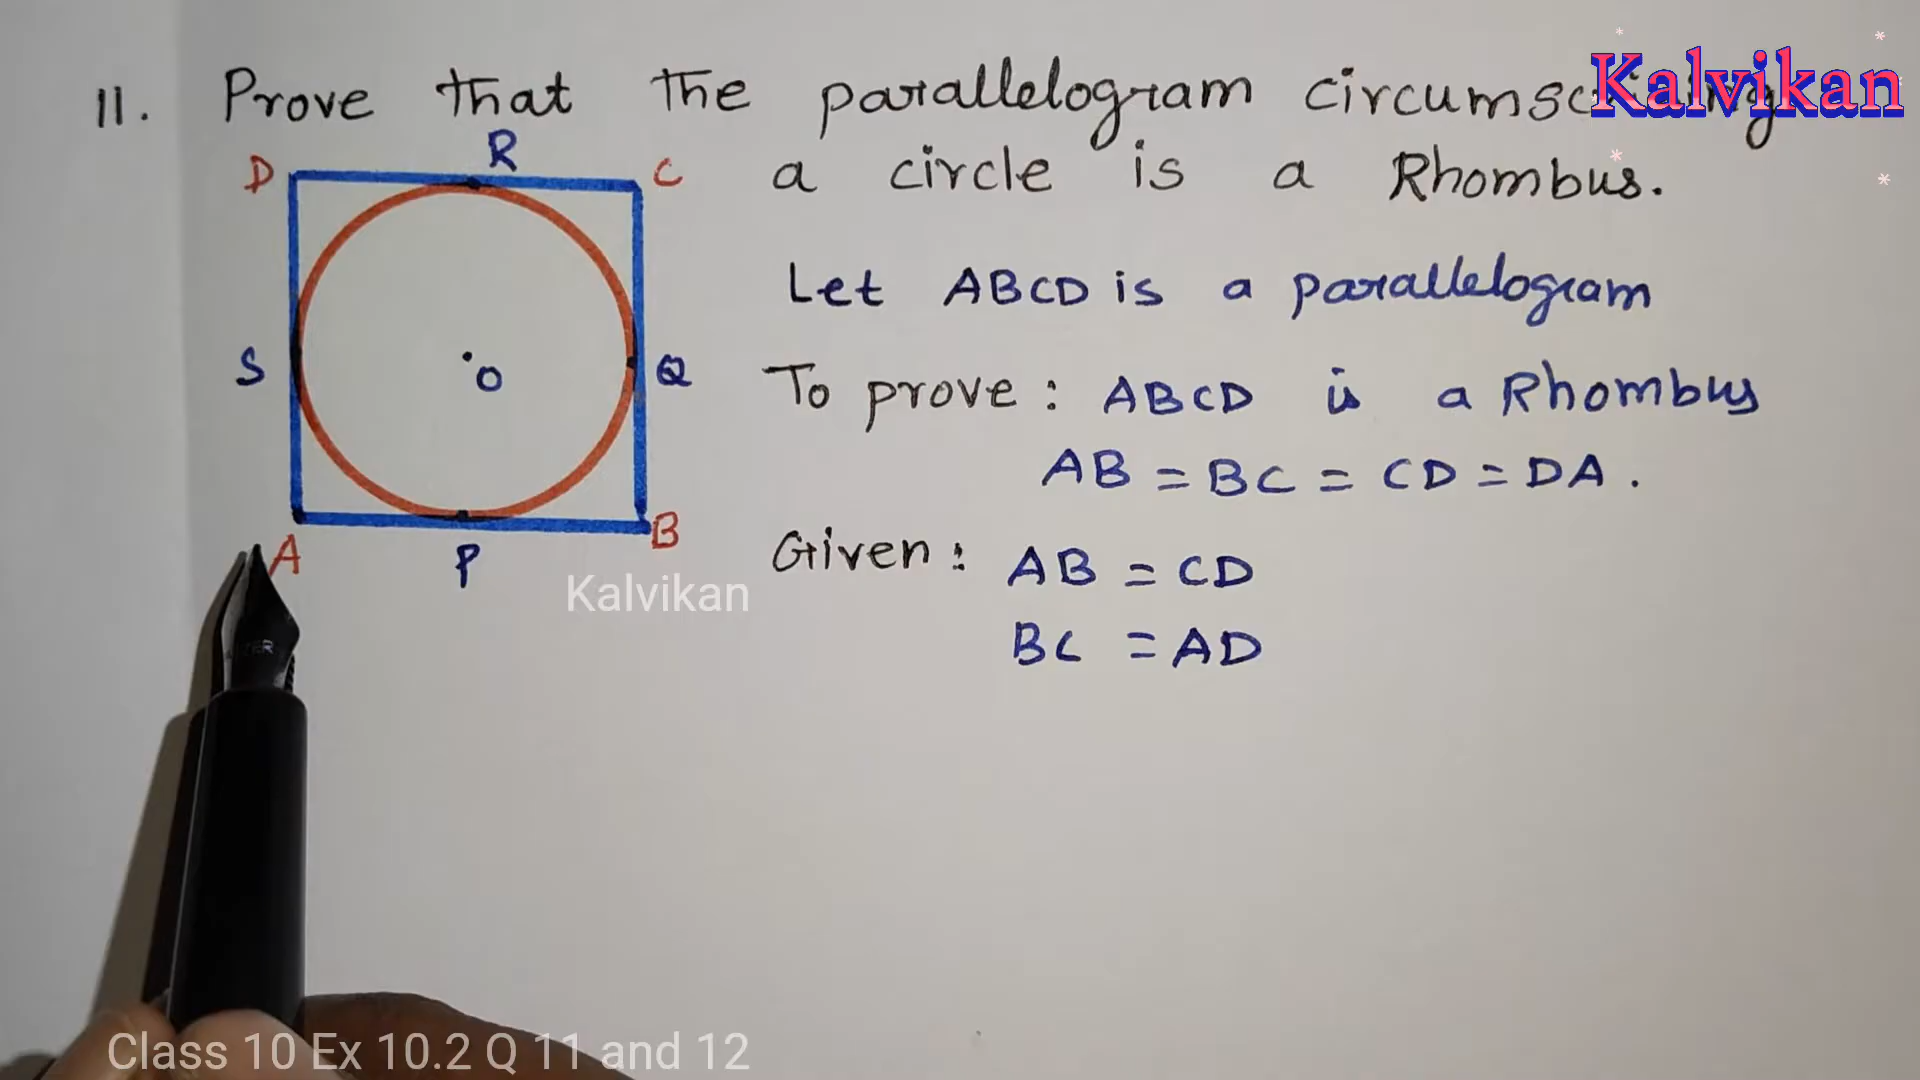 11. Prove that the parallelogram circumscribing
Kalvikan
a circle is a Rhombus.
D R C
S O Q
A P B
Let ABCD is a parallelogram
To prove: ABCD is a Rhombus
AB = BC = CD = DA.
Given: AB = CD
BC = AD
Kalvikan
Class 10 Ex 10.2 Q 11 and 12